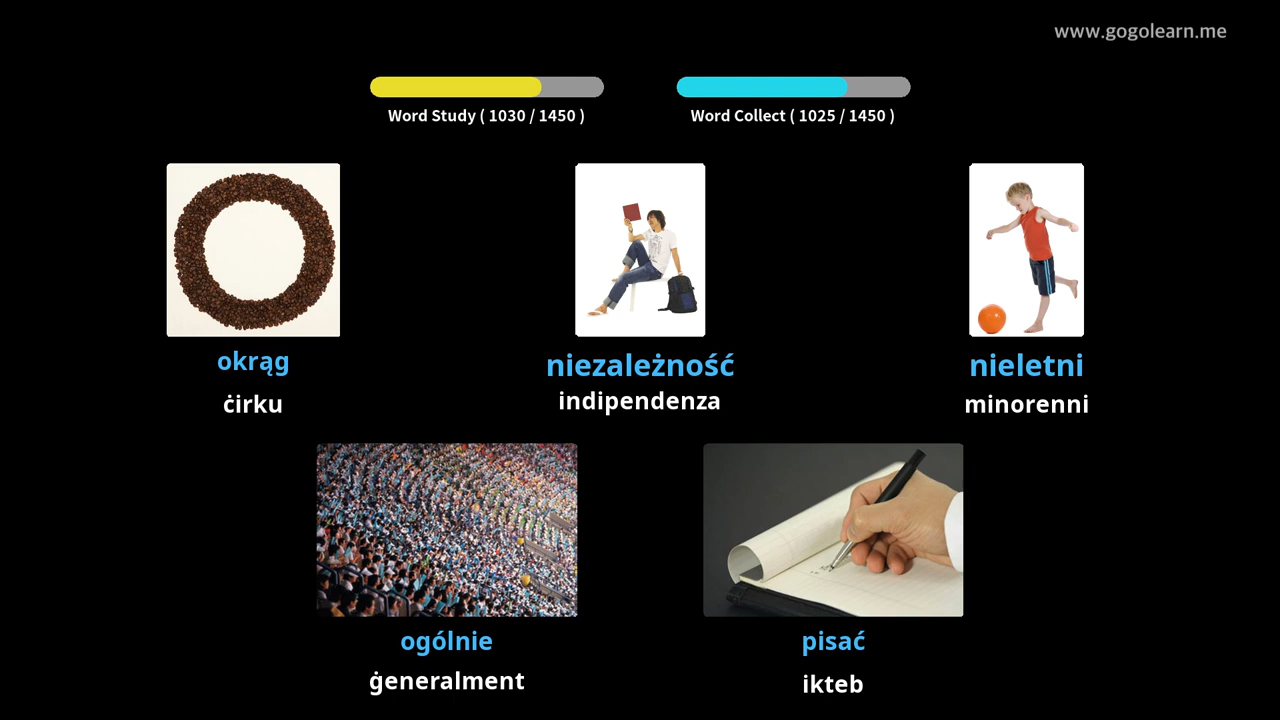 www.gogolearn.me
Word Study ( 1030 / 1450 )
Word Collect ( 1025 / 1450 )
okrąg
ċirku
niezależność
indipendenza
nieletni
minorenni
ogólnie
ġeneralment
pisać
ikteb